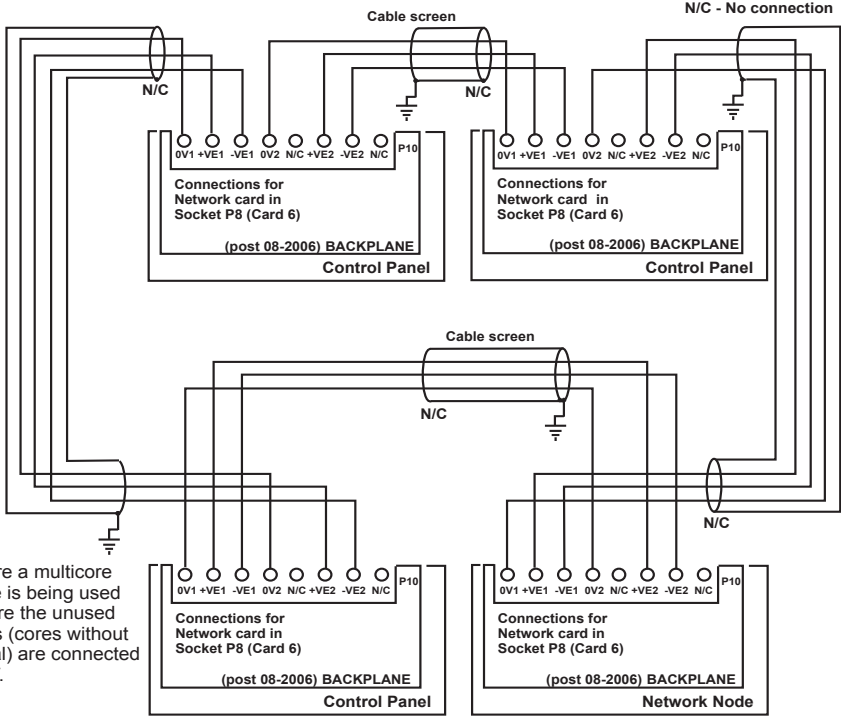 Cable screen
N/C - No connection
N/C
N/C
N/C
0V1 +VE1 -VE1 0V2 N/C +VE2 -VE2 N/C P10
Connections for
Network card in
Socket P8 (Card 6)
(post 08-2006) BACKPLANE
Control Panel
0V1 +VE1 -VE1 0V2 N/C +VE2 -VE2 N/C P10
Connections for
Network card in
Socket P8 (Card 6)
(post 08-2006) BACKPLANE
Control Panel
Cable screen
N/C
N/C
re a multicore
e is being used
re the unused
s (cores without
al) are connected
0V1 +VE1 -VE1 0V2 N/C +VE2 -VE2 N/C P10
Connections for
Network card in
Socket P8 (Card 6)
(post 08-2006) BACKPLANE
Control Panel
0V1 +VE1 -VE1 0V2 N/C +VE2 -VE2 N/C P10
Connections for
Network card in
Socket P8 (Card 6)
(post 08-2006) BACKPLANE
Network Node